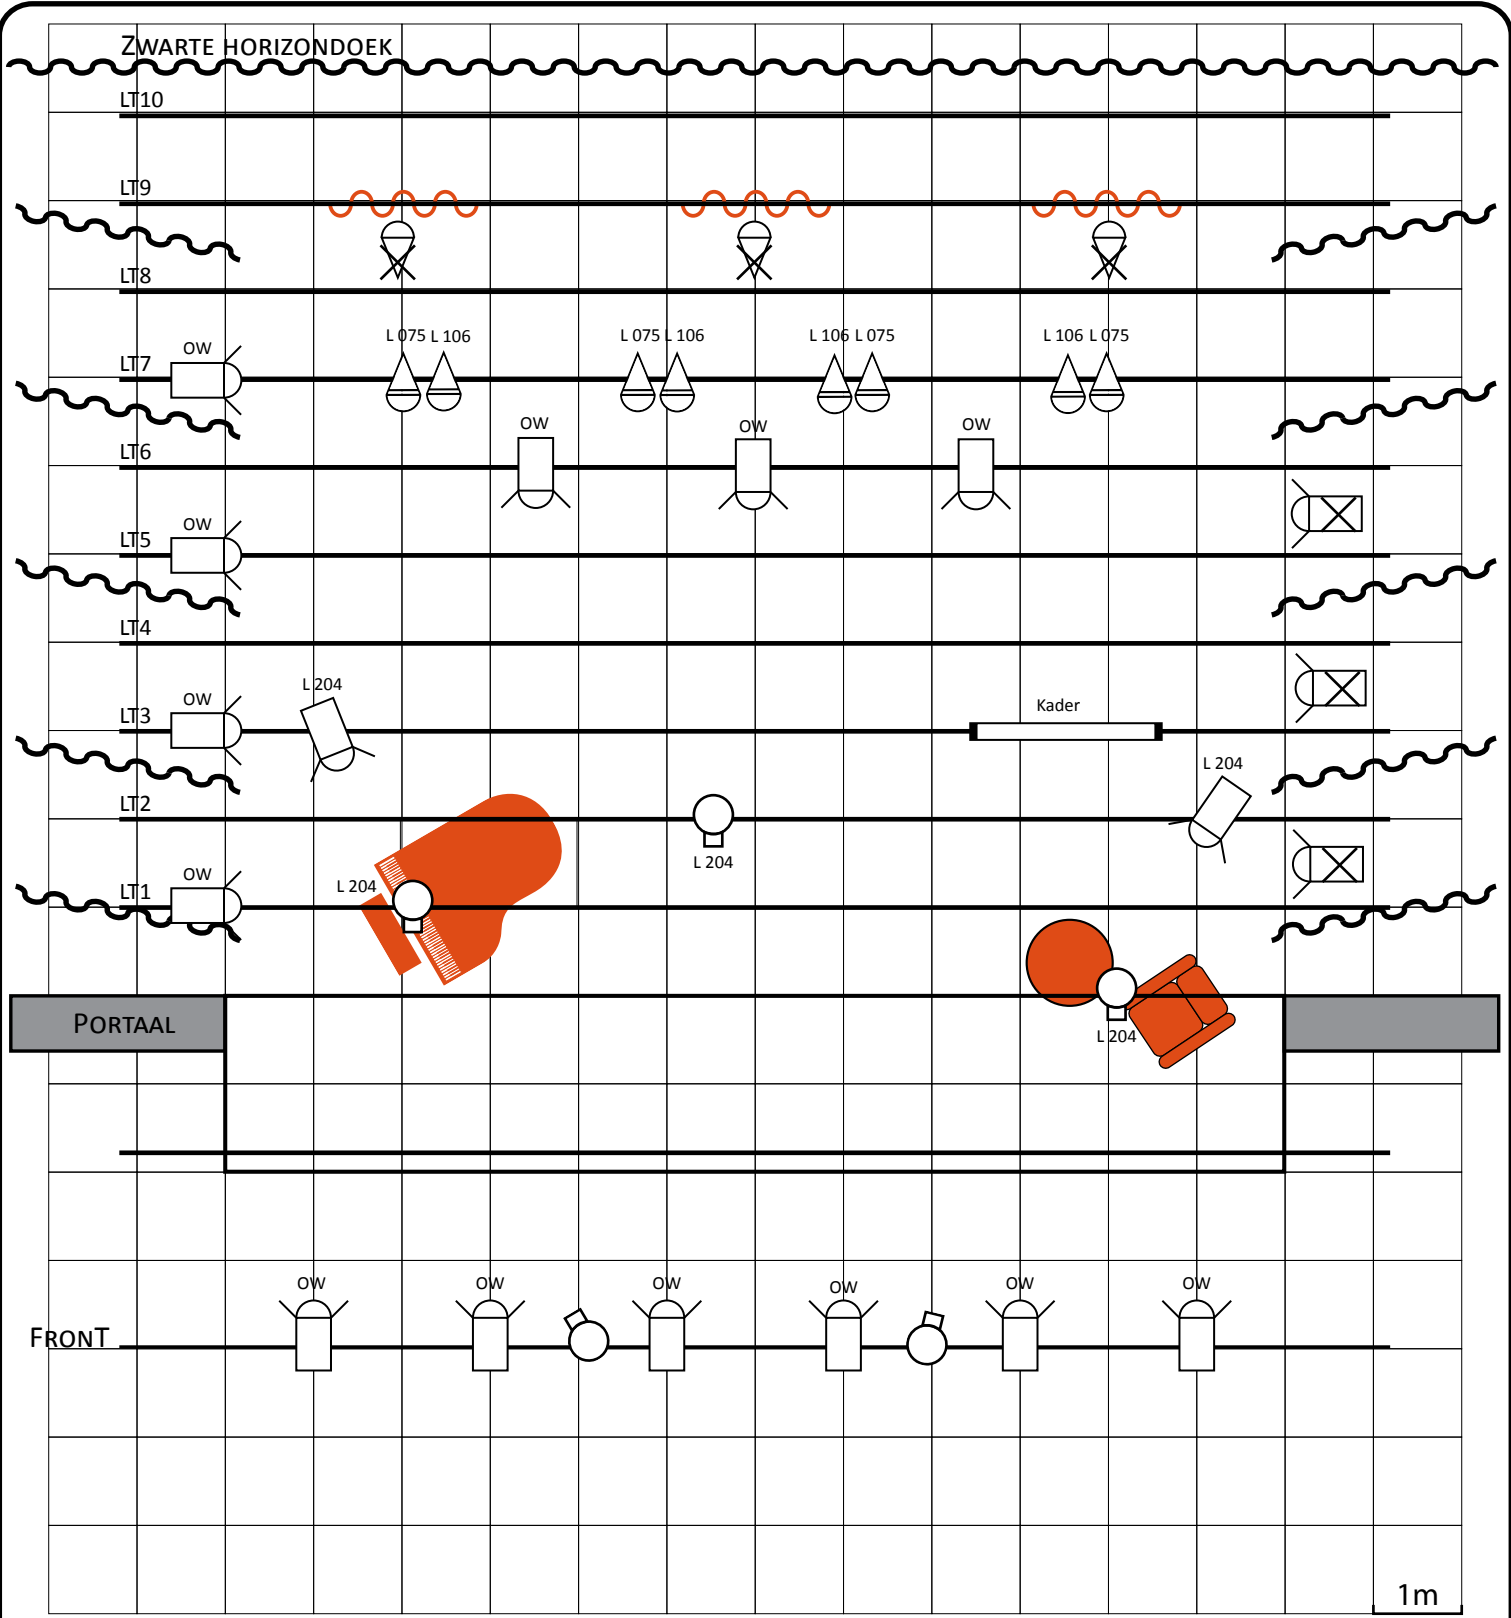 Zwarte horizondoek
LT10
LT9
LT8
L 075 L 106 L 075 L 106 L 106 L 075 L 106 L 075
OW
LT7
OW OW OW
LT6
OW
LT5
LT4
L 204
OW
Kader
LT3
L 204
LT2
L 204
OW
L 204
LT1
Portaal
L 204
OW OW OW OW OW OW
FRONT
1m